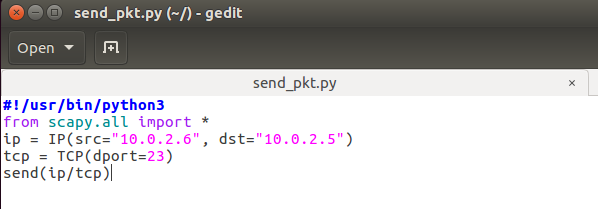 send_pkt.py (~/) - gedit
Open
send_pkt.py ×
#!/usr/bin/python3
from scapy.all import *
ip = IP(src="10.0.2.6", dst="10.0.2.5")
tcp = TCP(dport=23)
send(ip/tcp)